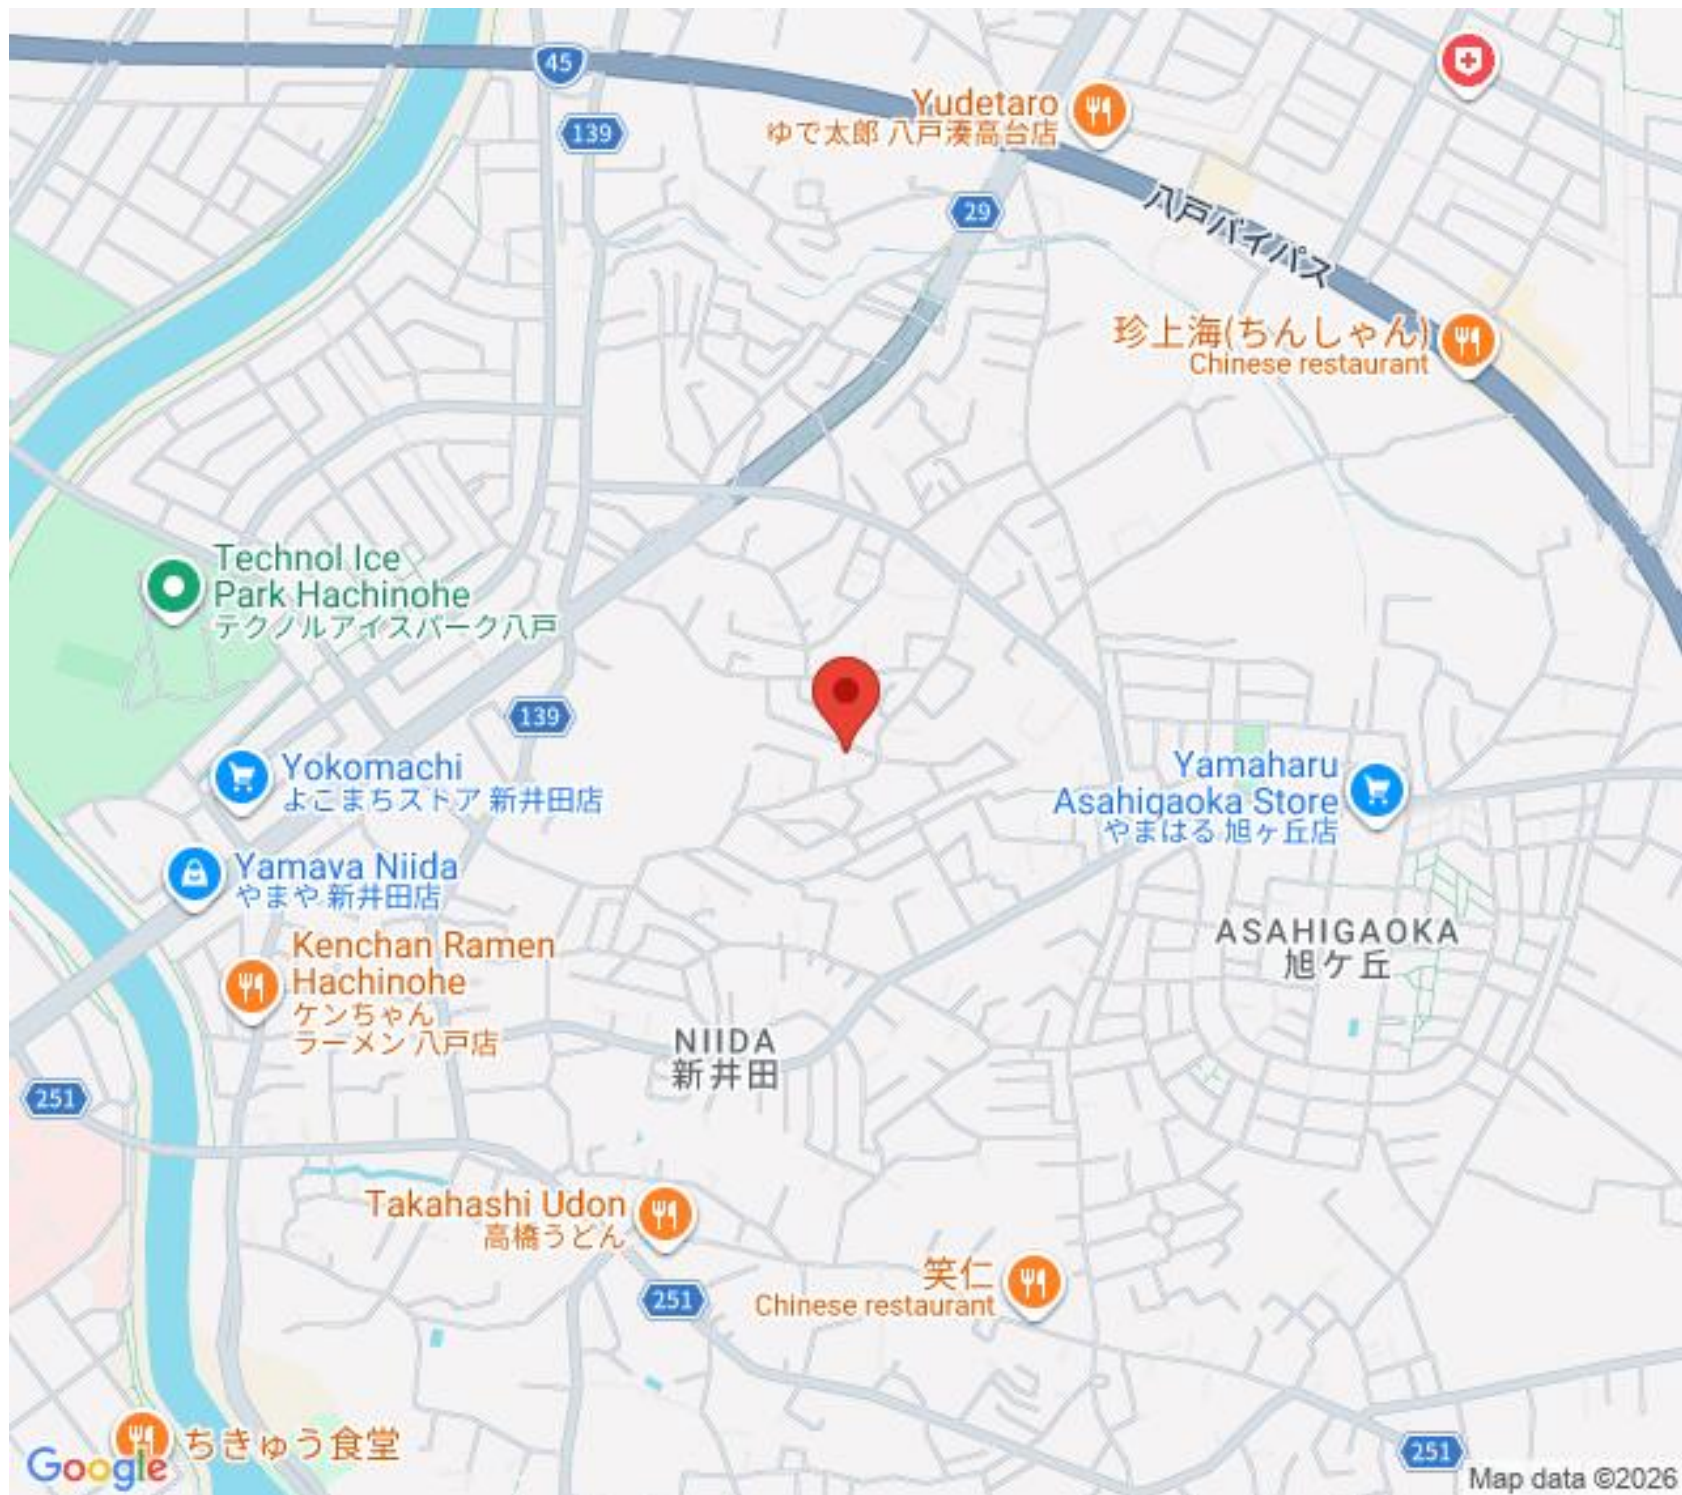 45
139
Yudetaro
ゆで太郎 八戸湊高台店
29
八戸バイパス
珍上海(ちんしゃん)
Chinese restaurant
Technol Ice
Park Hachinohe
テクノルアイスパーク八戸
139
Yokomachi
よこまちストア 新井田店
Yamaharu
Asahigaoka Store
やまはる 旭ヶ丘店
Yamaya Niida
やまや 新井田店
ASAHIGAOKA
旭ケ丘
Kenchan Ramen
Hachinohe
ケンちゃん
ラーメン 八戸店
NIIDA
新井田
251
Takahashi Udon
高橋うどん
笑仁
Chinese restaurant
251
ちきゅう食堂
251
Google
Map data ©2026